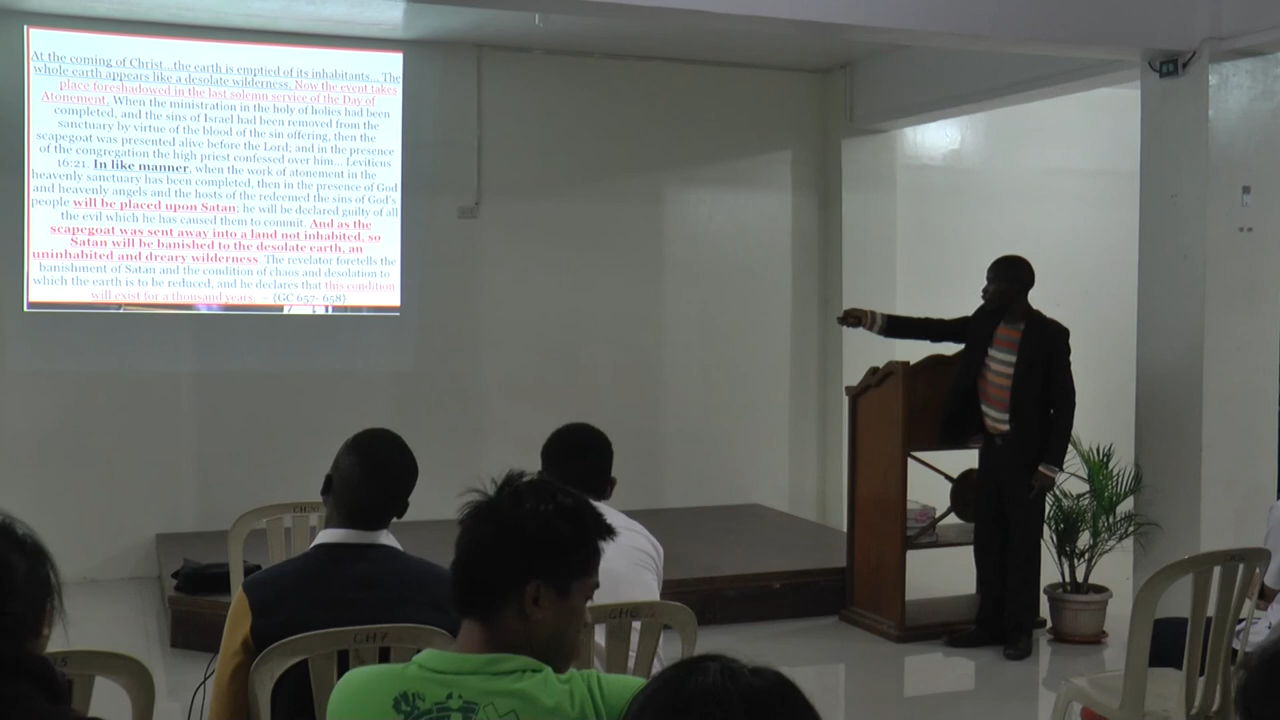 At the coming of Christ...the earth is emptied of its inhabitants... The
whole earth appears like a desolate wilderness. Now the event takes
place foreshadowed in the last solemn service of the Day of
Atonement. When the ministration in the holy of holies had been
completed, and the sins of Israel had been removed from the
sanctuary by virtue of the blood of the sin offering, then the
scapegoat was presented alive before the Lord; and in the presence
of the congregation the high priest confessed over him... Leviticus
16:21. In like manner, when the work of atonement in the
heavenly sanctuary has been completed, then in the presence of God
and heavenly angels and the hosts of the redeemed the sins of God's
people will be placed upon Satan; he will be declared guilty of all
the evil which he has caused them to commit. And as the
scapegoat was sent away into a land not inhabited, so
Satan will be banished to the desolate earth, an
uninhabited and dreary wilderness. The revelator foretells the
banishment of Satan and the condition of chaos and desolation to
which the earth is to be reduced, and he declares that this condition
will exist for a thousand years. – {GC 657- 658}
CH7